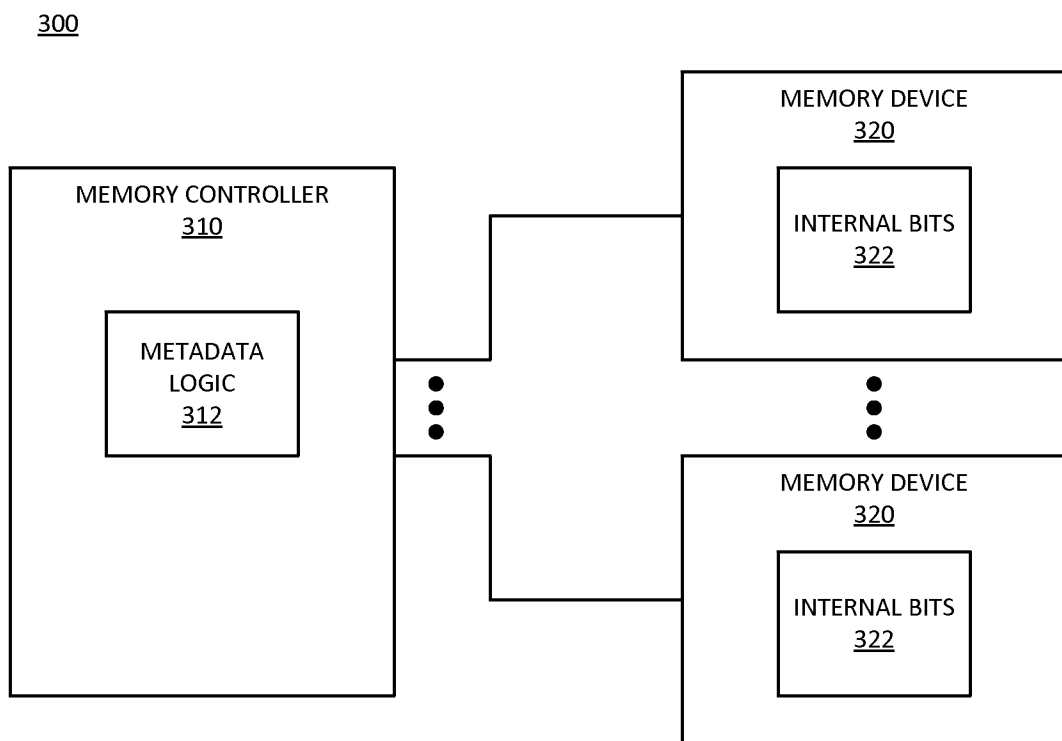 300
MEMORY CONTROLLER
310
METADATA
LOGIC
312
MEMORY DEVICE
320
INTERNAL BITS
322
MEMORY DEVICE
320
INTERNAL BITS
322